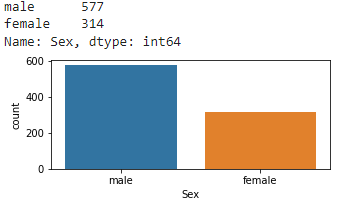 male      577
female    314
Name: Sex, dtype: int64
600
400
200
0
count
male female
Sex